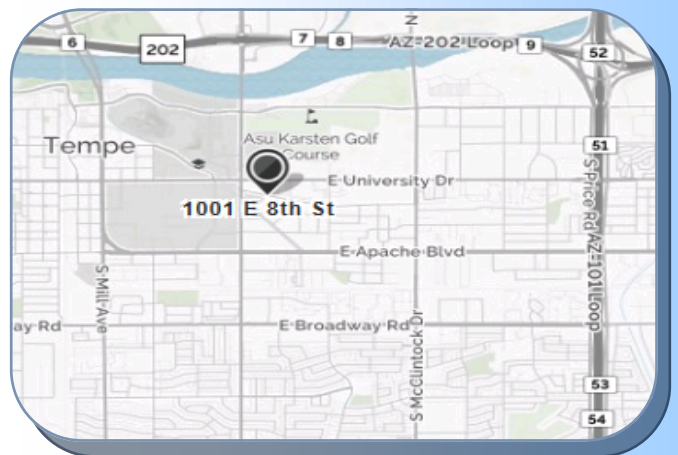 6
202
7
8
AZ-202 Loop
9
52
N
Asu Karsten Golf
Course
51
Tempe
E University Dr
1001 E 8th St
E Apache Blvd
S Mill Ave
S Price Rd
AZ-101 Loop
ay Rd
E Broadway Rd
S McClintock Dr
53
54